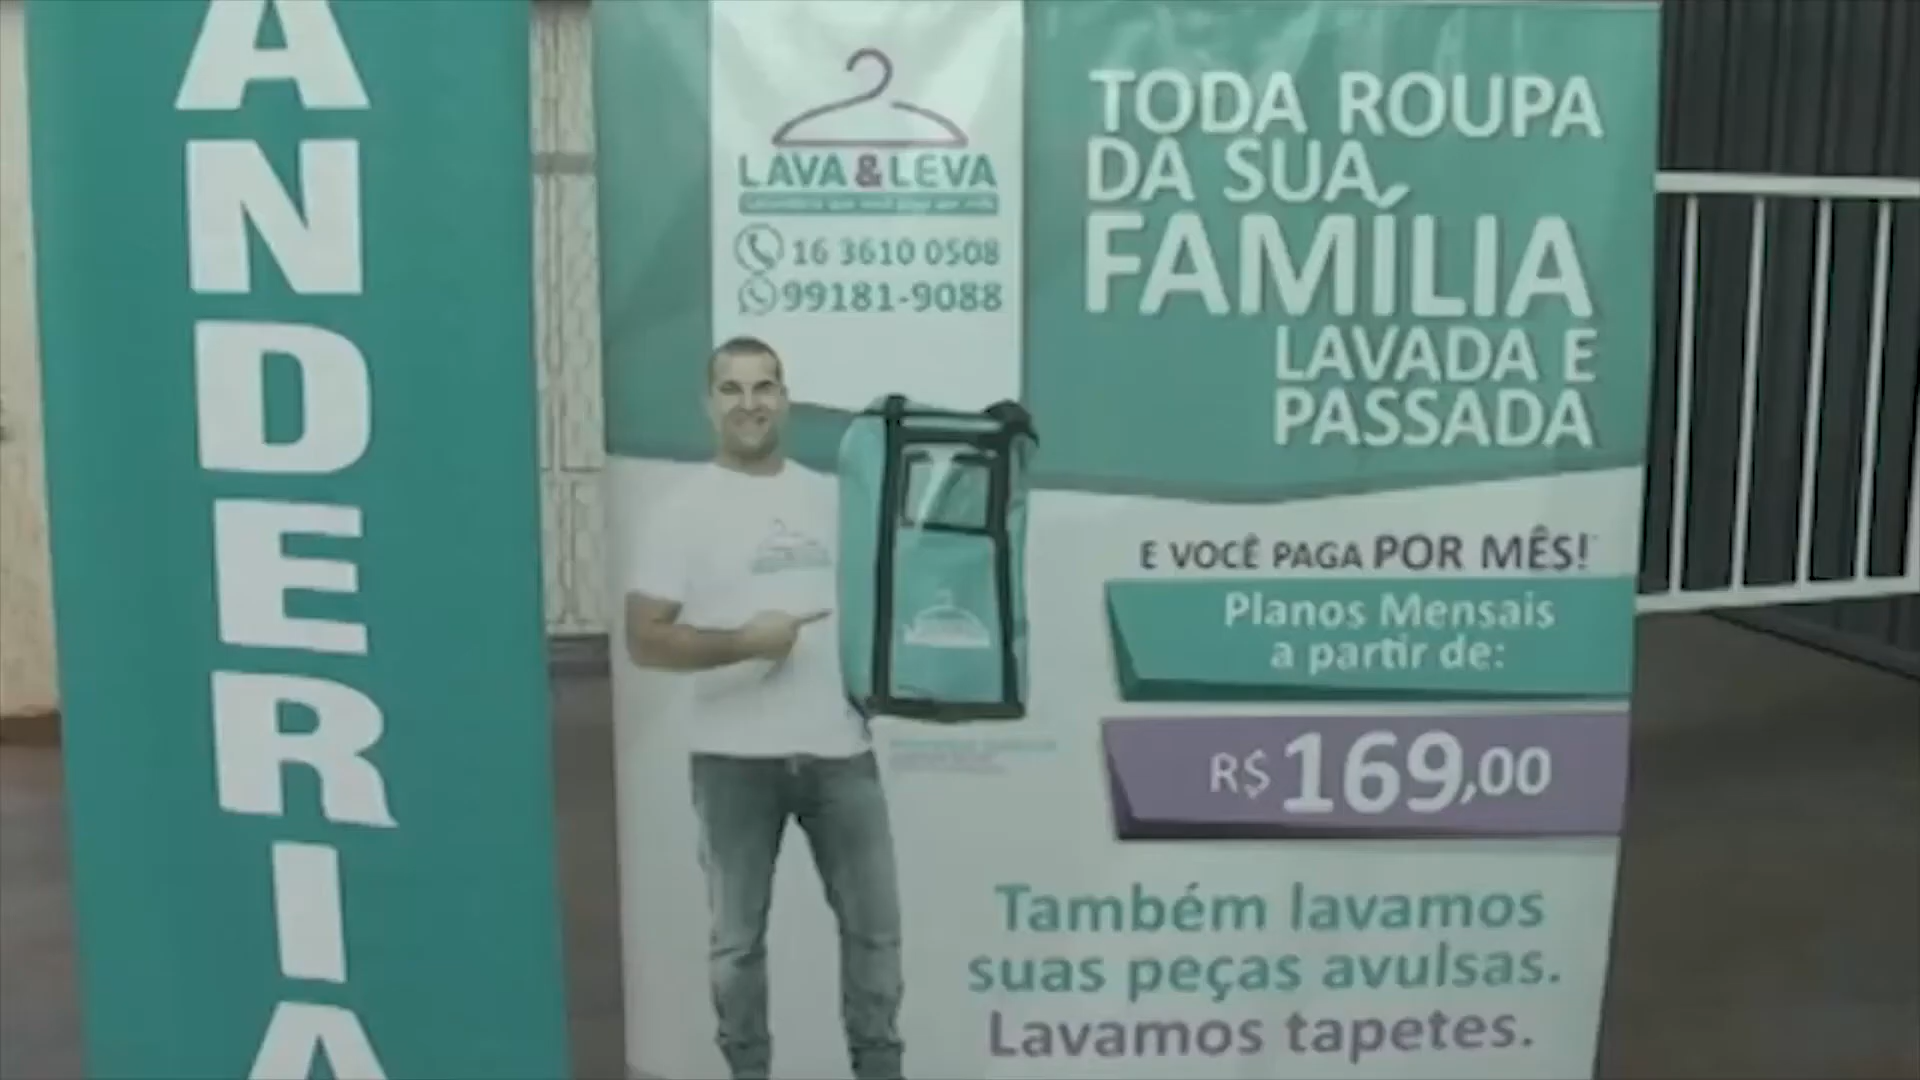 ANDERIA
LAVA&LEVA
16 3610 0508
99181-9088
TODA ROUPA
DA SUA
FAMÍLIA
LAVADA E
PASSADA
E VOCÊ PAGA POR MÊS!
Planos Mensais
a partir de:
R$ 169,00
Também lavamos
suas peças avulsas.
Lavamos tapetes.